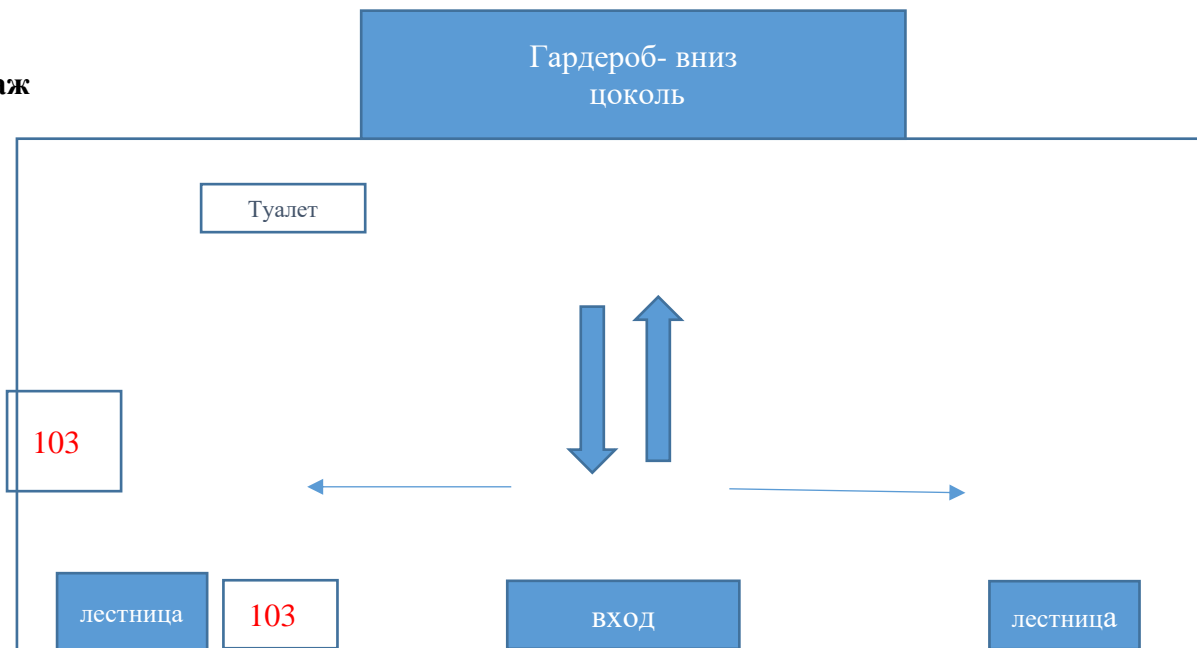 Гардероб- вниз
цоколь
аж
Туалет
103
лестница
103
вход
лестница